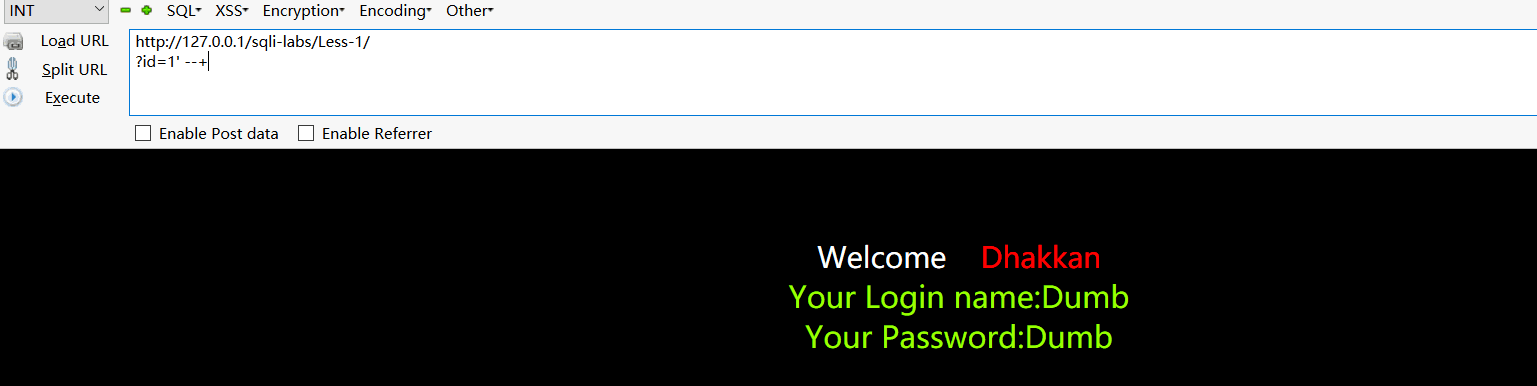 INT SQL XSS Encryption Encoding Other
Load URL http://127.0.0.1/sqli-labs/Less-1/
Split URL ?id=1' --+
Execute
Enable Post data Enable Referrer
Welcome Dhakkan
Your Login name:Dumb
Your Password:Dumb